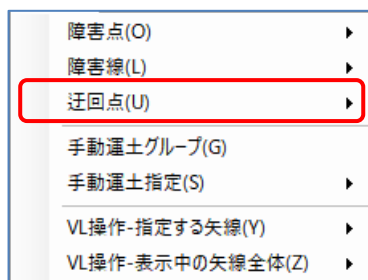 障害点(O)
障害線(L)
迂回点(U)
手動運土グループ(G)
手動運土指定(S)
VL操作-指定する矢線(Y)
VL操作-表示中の矢線全体(Z)